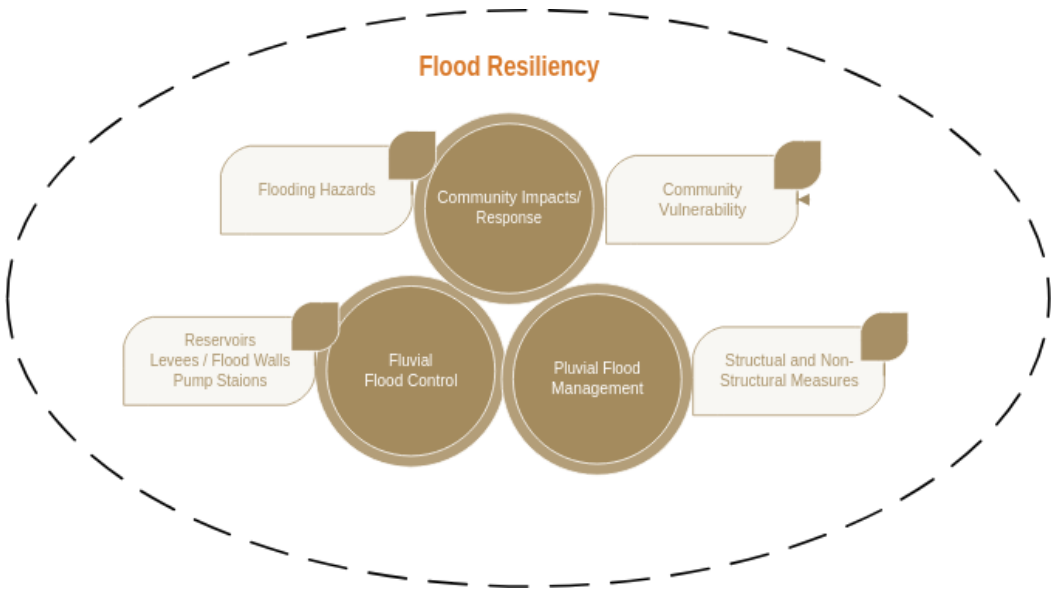 Flood Resiliency
Flooding Hazards
Community Impacts/
Response
Community
Vulnerability
Reservoirs
Levees / Flood Walls
Pump Staions
Fluvial
Flood Control
Pluvial Flood
Management
Structual and Non-
Structural Measures